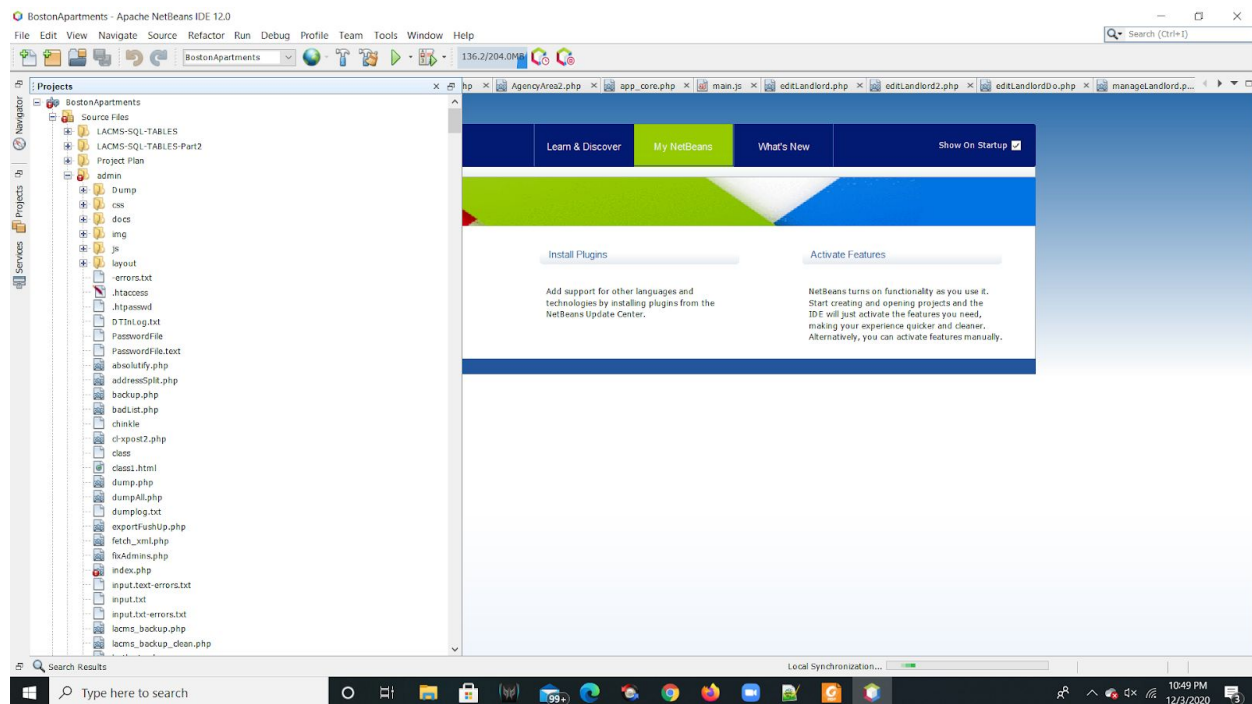 BostonApartments - Apache NetBeans IDE 12.0
File Edit View Navigate Source Refactor Run Debug Profile Team Tools Window Help
Search (Ctrl+I)
BostonApartments
136.2/204.0MB
Projects
hp AgencyArea2.php app_core.php main.js editLandlord.php editLandlord2.php editLandlordDo.php manageLandlord.p...
Navigator
Projects
Services
BostonApartments
Source Files
LACMS-SQL-TABLES
LACMS-SQL-TABLES-Part2
Project Plan
admin
Dump
css
docs
img
js
layout
-errors.txt
.htaccess
.htpasswd
DTInLog.txt
PasswordFile
PasswordFile.text
absolutify.php
addressSplit.php
backup.php
badList.php
chinkle
cl-xpost2.php
class
class1.html
dump.php
dumpAll.php
dumplog.txt
exportFushUp.php
fetch_xml.php
fixAdmins.php
index.php
input.text-errors.txt
input.txt
input.txt-errors.txt
lacms_backup.php
lacms_backup_clean.php
Learn & Discover My NetBeans What's New Show On Startup
Install Plugins
Add support for other languages and
technologies by installing plugins from the
NetBeans Update Center.
Activate Features
NetBeans turns on functionality as you use it.
Start creating and opening projects and the
IDE will just activate the features you need,
making your experience quicker and cleaner.
Alternatively, you can activate features manually.
Search Results
Local Synchronization...
Type here to search
99+
10:49 PM
12/3/2020
3